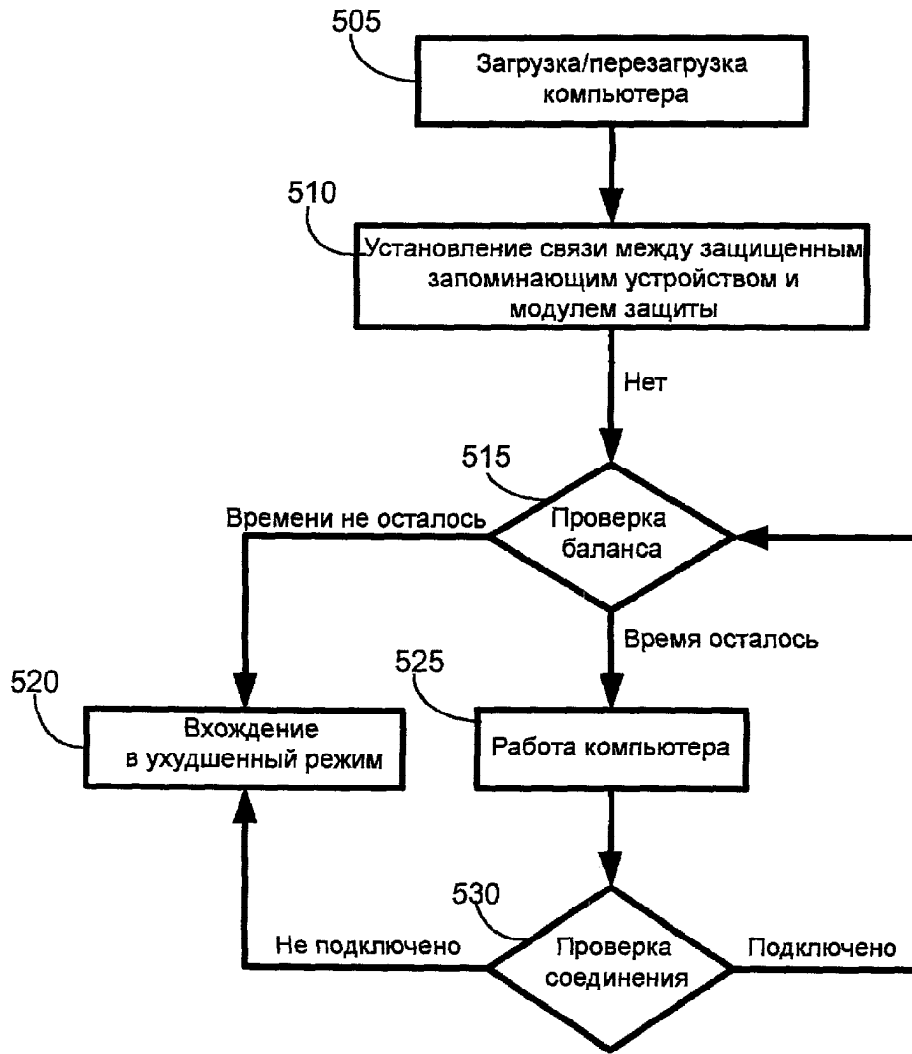 505
Загрузка/перезагрузка
компьютера
510
Установление связи между защищенным
запоминающим устройством и
модулем защиты
Нет
515
Времени не осталось
Проверка
баланса
Время осталось
520
Вхождение
в ухудшенный режим
525
Работа компьютера
530
Не подключено
Проверка
соединения
Подключено